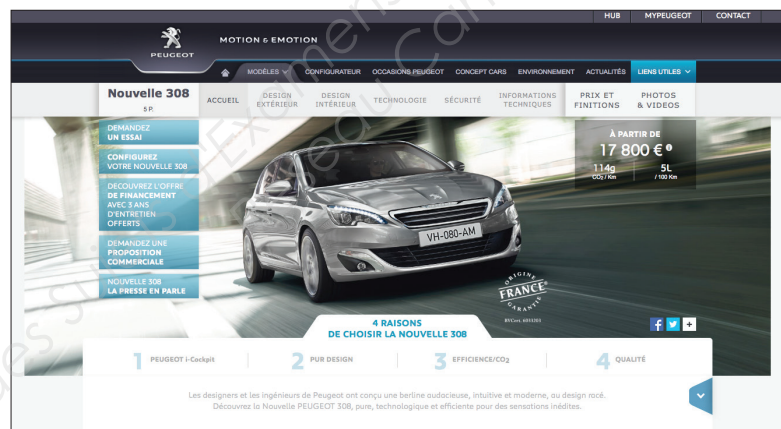 HUB MYPEUGEOT CONTACT
PEUGEOT
MOTION & EMOTION
MODÈLES CONFIGURATEUR OCCASIONS PEUGEOT CONCEPT CARS ENVIRONNEMENT ACTUALITÉS LIENS UTILES
Nouvelle 308
5 P.
ACCUEIL
DESIGN
EXTÉRIEUR
DESIGN
INTÉRIEUR
TECHNOLOGIE
SÉCURITÉ
INFORMATIONS
TECHNIQUES
PRIX ET
FINITIONS
PHOTOS
& VIDEOS
DEMANDEZ
UN ESSAI
CONFIGUREZ
VOTRE NOUVELLE 308
DÉCOUVREZ L'OFFRE
DE FINANCEMENT
AVEC 3 ANS
D'ENTRETIEN
OFFERTS
DEMANDEZ UNE
PROPOSITION
COMMERCIALE
NOUVELLE 308
LA PRESSE EN PARLE
À PARTIR DE
17 800 €
114g
CO2 / Km
5L
/ 100 Km
VH-080-AM
ORIGINE
FRANCE
GARANTIE
4 RAISONS
DE CHOISIR LA NOUVELLE 308
1 PEUGEOT i-Cockpit
2 PUR DESIGN
3 EFFICIENCE/CO2
4 QUALITÉ
Les designers et les ingénieurs de Peugeot ont conçu une berline audacieuse, intuitive et moderne, au design racé.
Découvrez la Nouvelle PEUGEOT 308, pure, technologique et efficiente pour des sensations inédites.